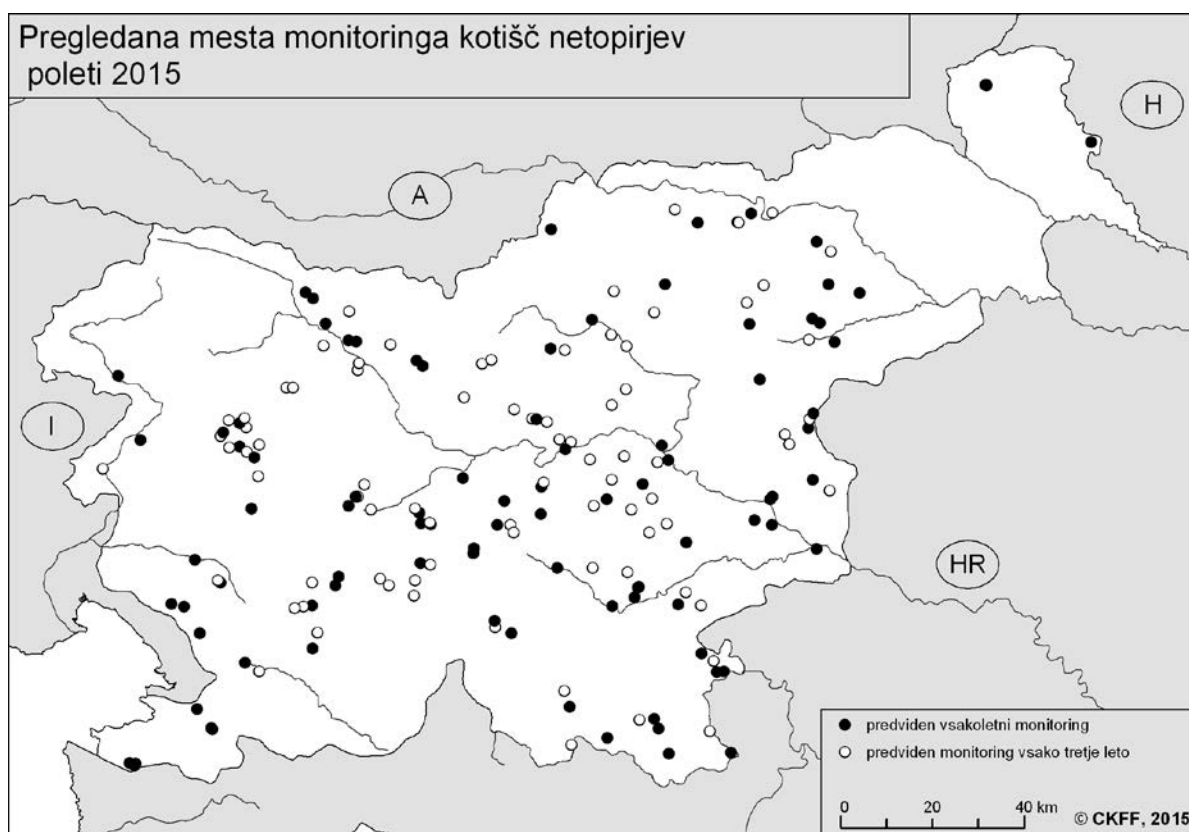 Pregledana mesta monitoringa kotišč netopirjev
poleti 2015
H
A
I
HR
predviden vsakoletni monitoring
predviden monitoring vsako tretje leto
0 20 40 km
© CKFF, 2015